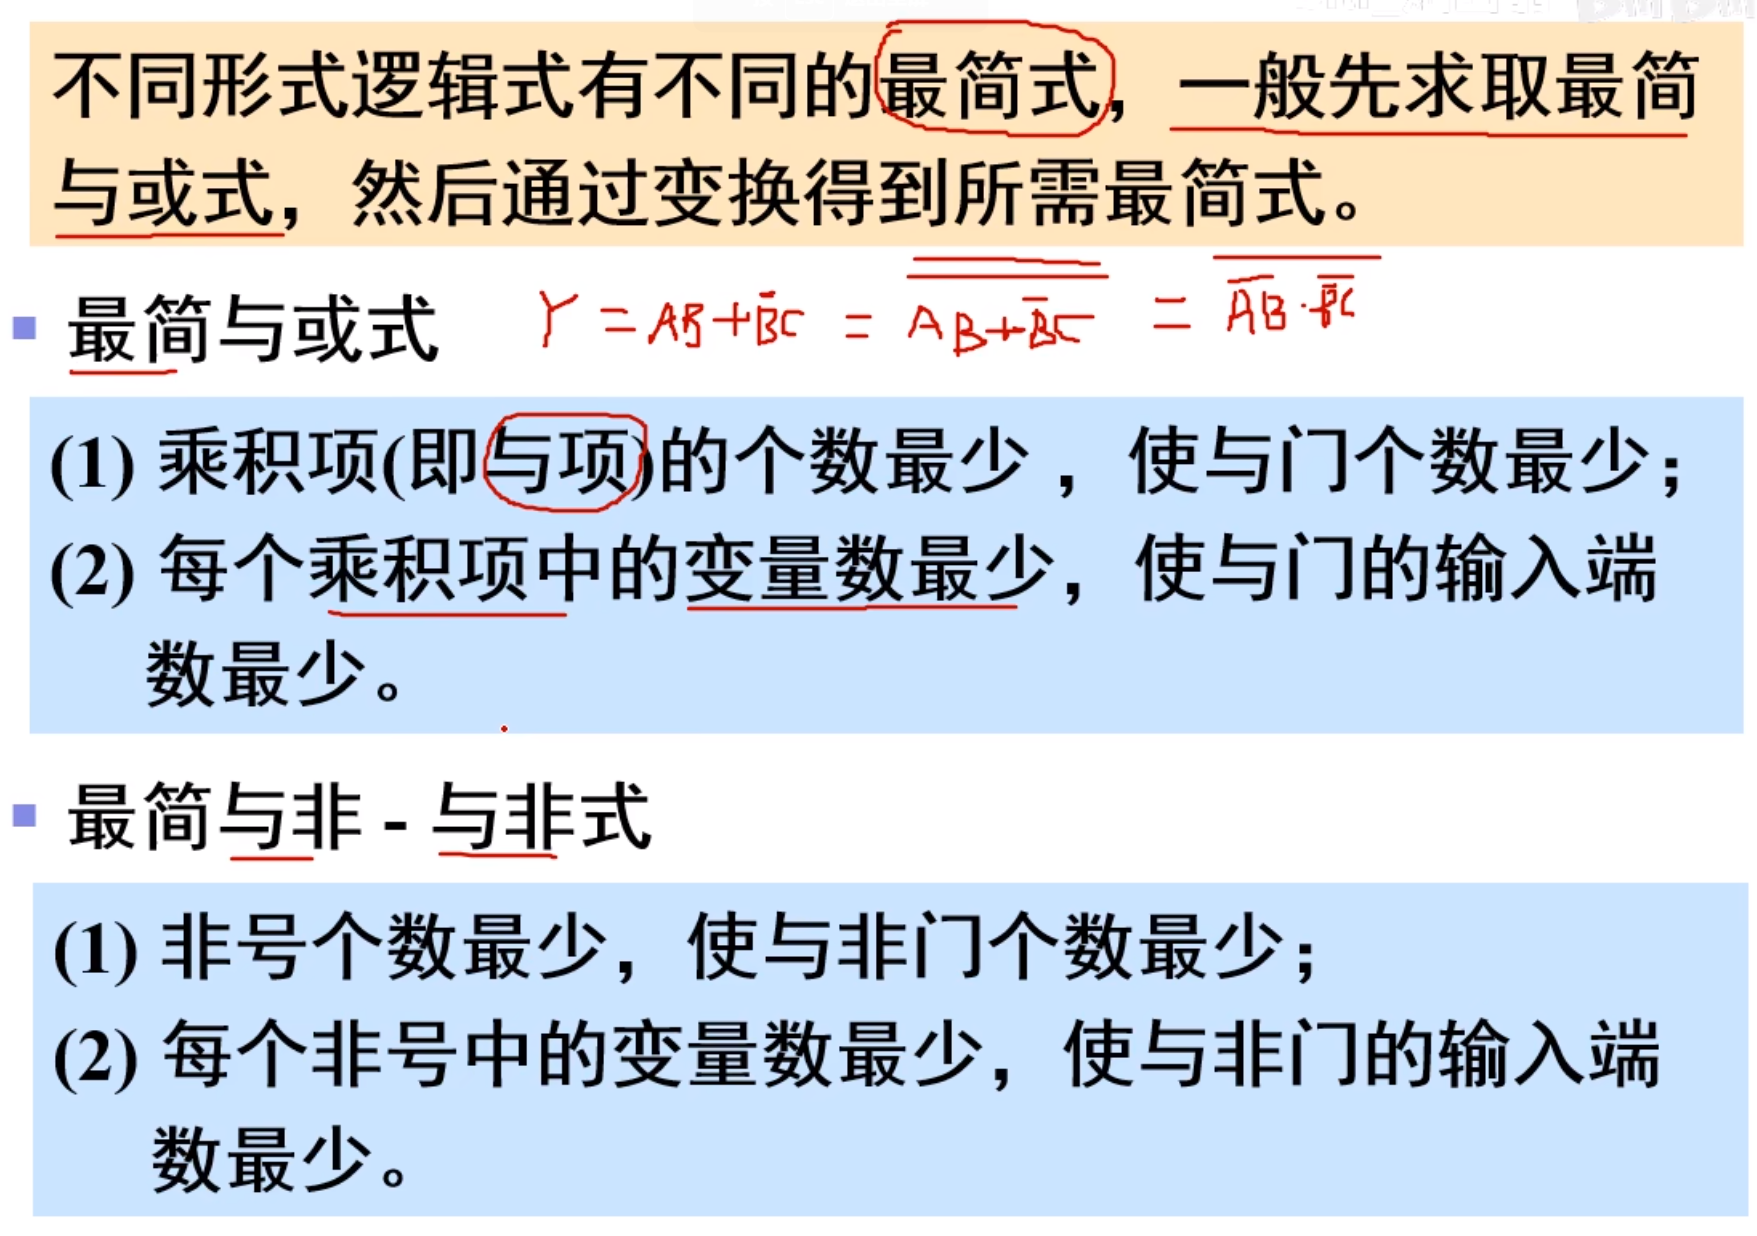 不同形式逻辑式有不同的最简式，一般先求取最简
与或式，然后通过变换得到所需最简式。
最简与或式 Y = AB + B̄C = \overline{\overline{AB + B̄C}} = \overline{\overline{AB} · \overline{B̄C}}
(1) 乘积项(即与项)的个数最少，使与门个数最少；
(2) 每个乘积项中的变量数最少，使与门的输入端
数最少。
最简与非 - 与非式
(1) 非号个数最少，使与非门个数最少；
(2) 每个非号中的变量数最少，使与非门的输入端
数最少。